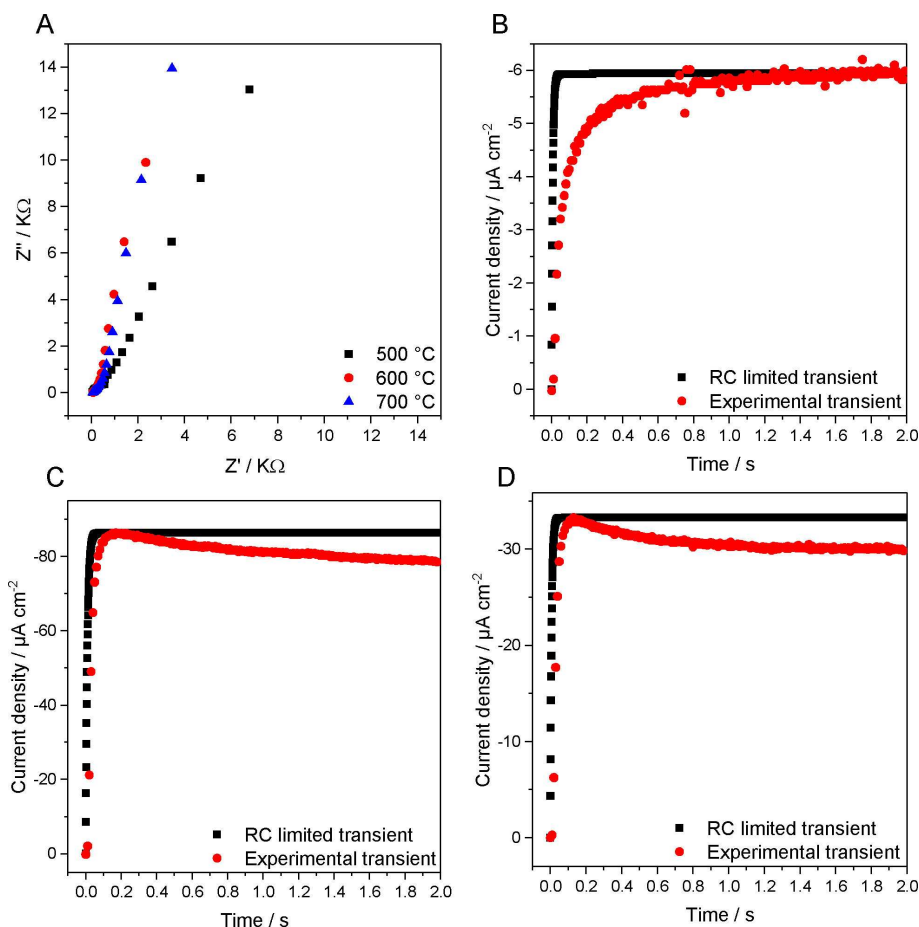 A
14
12
10
8
6
4
2
0
Z'' / KΩ
0 2 4 6 8 10 12 14
Z' / KΩ
500 °C
600 °C
700 °C
B
-6
-5
-4
-3
-2
-1
0
Current density / µA cm-2
0.0 0.2 0.4 0.6 0.8 1.0 1.2 1.4 1.6 1.8 2.0
Time / s
RC limited transient
Experimental transient
C
-80
-60
-40
-20
0
Current density / µA cm-2
0.0 0.2 0.4 0.6 0.8 1.0 1.2 1.4 1.6 1.8 2.0
Time / s
RC limited transient
Experimental transient
D
-30
-20
-10
0
Current density / µA cm-2
0.0 0.2 0.4 0.6 0.8 1.0 1.2 1.4 1.6 1.8 2.0
Time / s
RC limited transient
Experimental transient